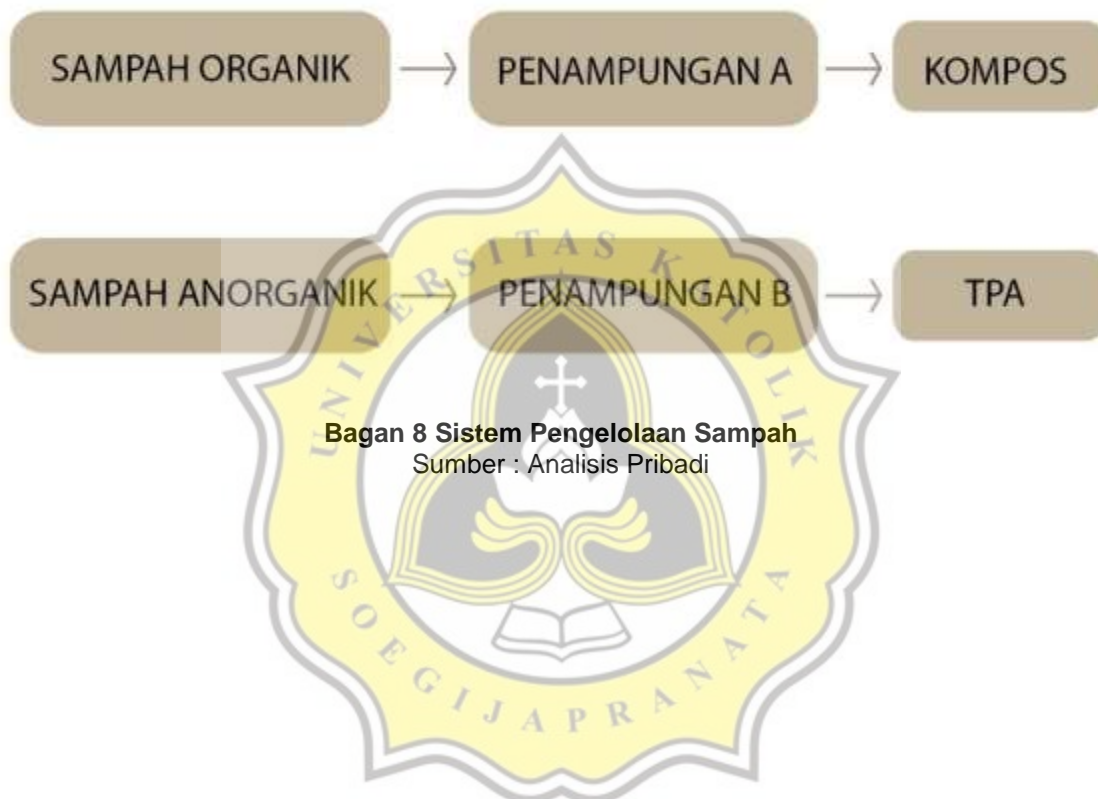 SAMPAH ORGANIK → PENAMPUNGAN A → KOMPOS
SAMPAH ANORGANIK → PENAMPUNGAN B → TPA
Bagan 8 Sistem Pengelolaan Sampah
Sumber : Analisis Pribadi
UNIVERSITAS KATOLIK
SOEGIJAPRANATA